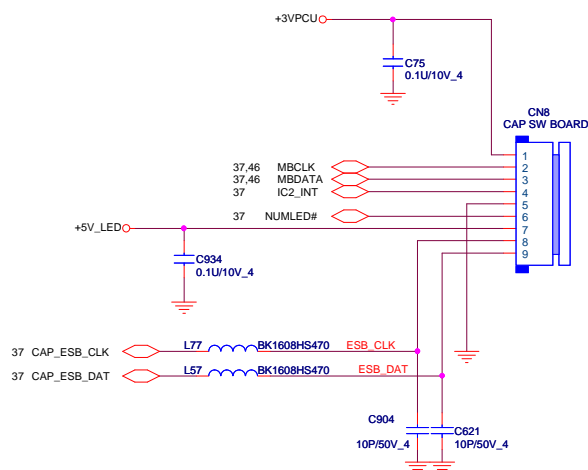 +3VPCU
C75
0.1U/10V_4
CN8
CAP SW BOARD
1
37,46 MBCLK 2
37,46 MBDATA 3
37 IC2_INT 4
5
37 NUMLED# 6
+5V_LED 7
8
9
C934
0.1U/10V_4
37 CAP_ESB_CLK L77 BK1608HS470 ESB_CLK
37 CAP_ESB_DAT L57 BK1608HS470 ESB_DAT
C904 C621
10P/50V_4 10P/50V_4